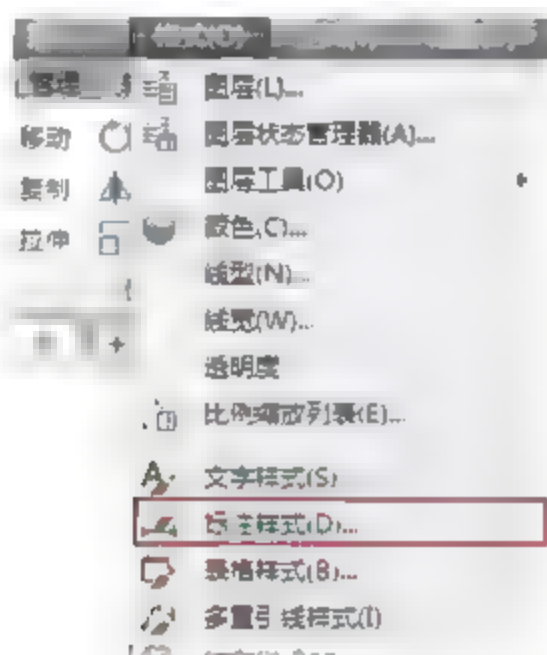 管理
图层(L)...
移动
图层状态管理器(A)...
复制
图层工具(O)
拉伸
颜色(C)...
线型(N)...
线宽(W)...
透明度
比例缩放列表(E)...
文字样式(S)
标注样式(D)...
表格样式(B)...
多重引线样式(I)